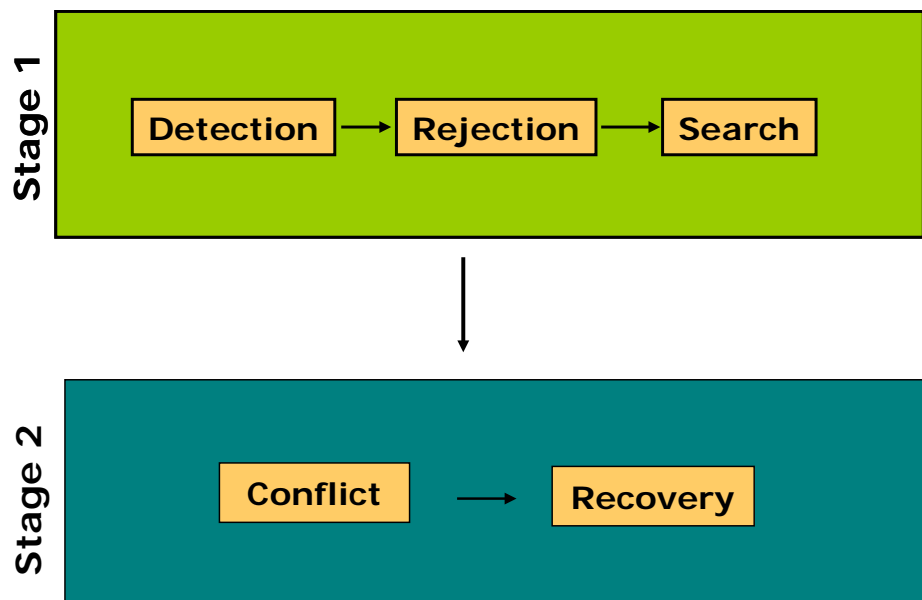 Stage 1
Detection
Rejection
Search
Stage 2
Conflict
Recovery